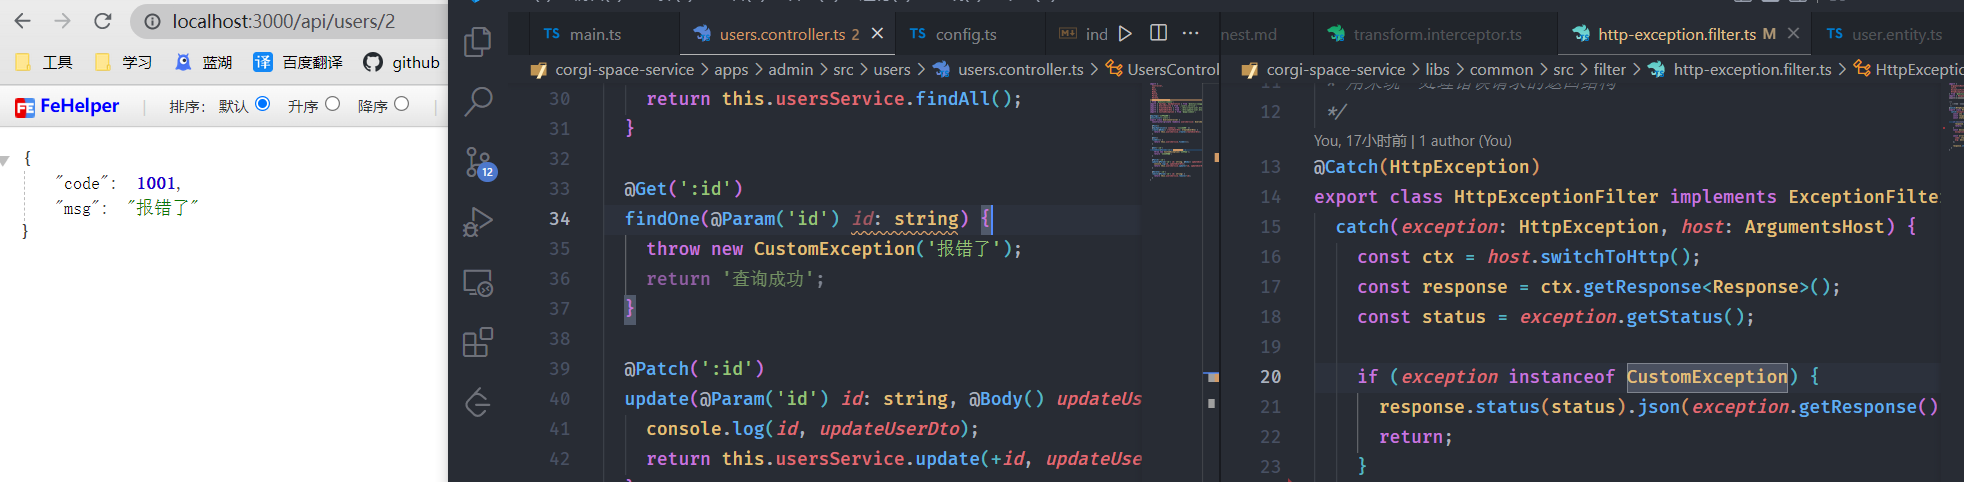 localhost:3000/api/users/2
工具 学习 蓝湖 译 百度翻译 github
FeHelper 排序: 默认 升序 降序
{
"code": 1001,
"msg": "报错了"
}
12
TS main.ts users.controller.ts 2 TS config.ts ind
corgi-space-service > apps > admin > src > users > users.controller.ts > UsersContro
30 return this.usersService.findAll();
31 }
32
33 @Get(':id')
34 findOne(@Param('id') id: string) {
35 throw new CustomException('报错了');
36 return '查询成功';
37 }
38
39 @Patch(':id')
40 update(@Param('id') id: string, @Body() updateUs
41 console.log(id, updateUserDto);
42 return this.usersService.update(+id, updateUse
nest.md transform.interceptor.ts http-exception.filter.ts M TS user.entity.ts
corgi-space-service > libs > common > src > filter > http-exception.filter.ts > HttpExceptio
11
12 */
You, 17小时前 | 1 author (You)
13 @Catch(HttpException)
14 export class HttpExceptionFilter implements ExceptionFilte
15 catch(exception: HttpException, host: ArgumentsHost) {
16 const ctx = host.switchToHttp();
17 const response = ctx.getResponse<Response>();
18 const status = exception.getStatus();
19
20 if (exception instanceof CustomException) {
21 response.status(status).json(exception.getResponse()
22 return;
23 }